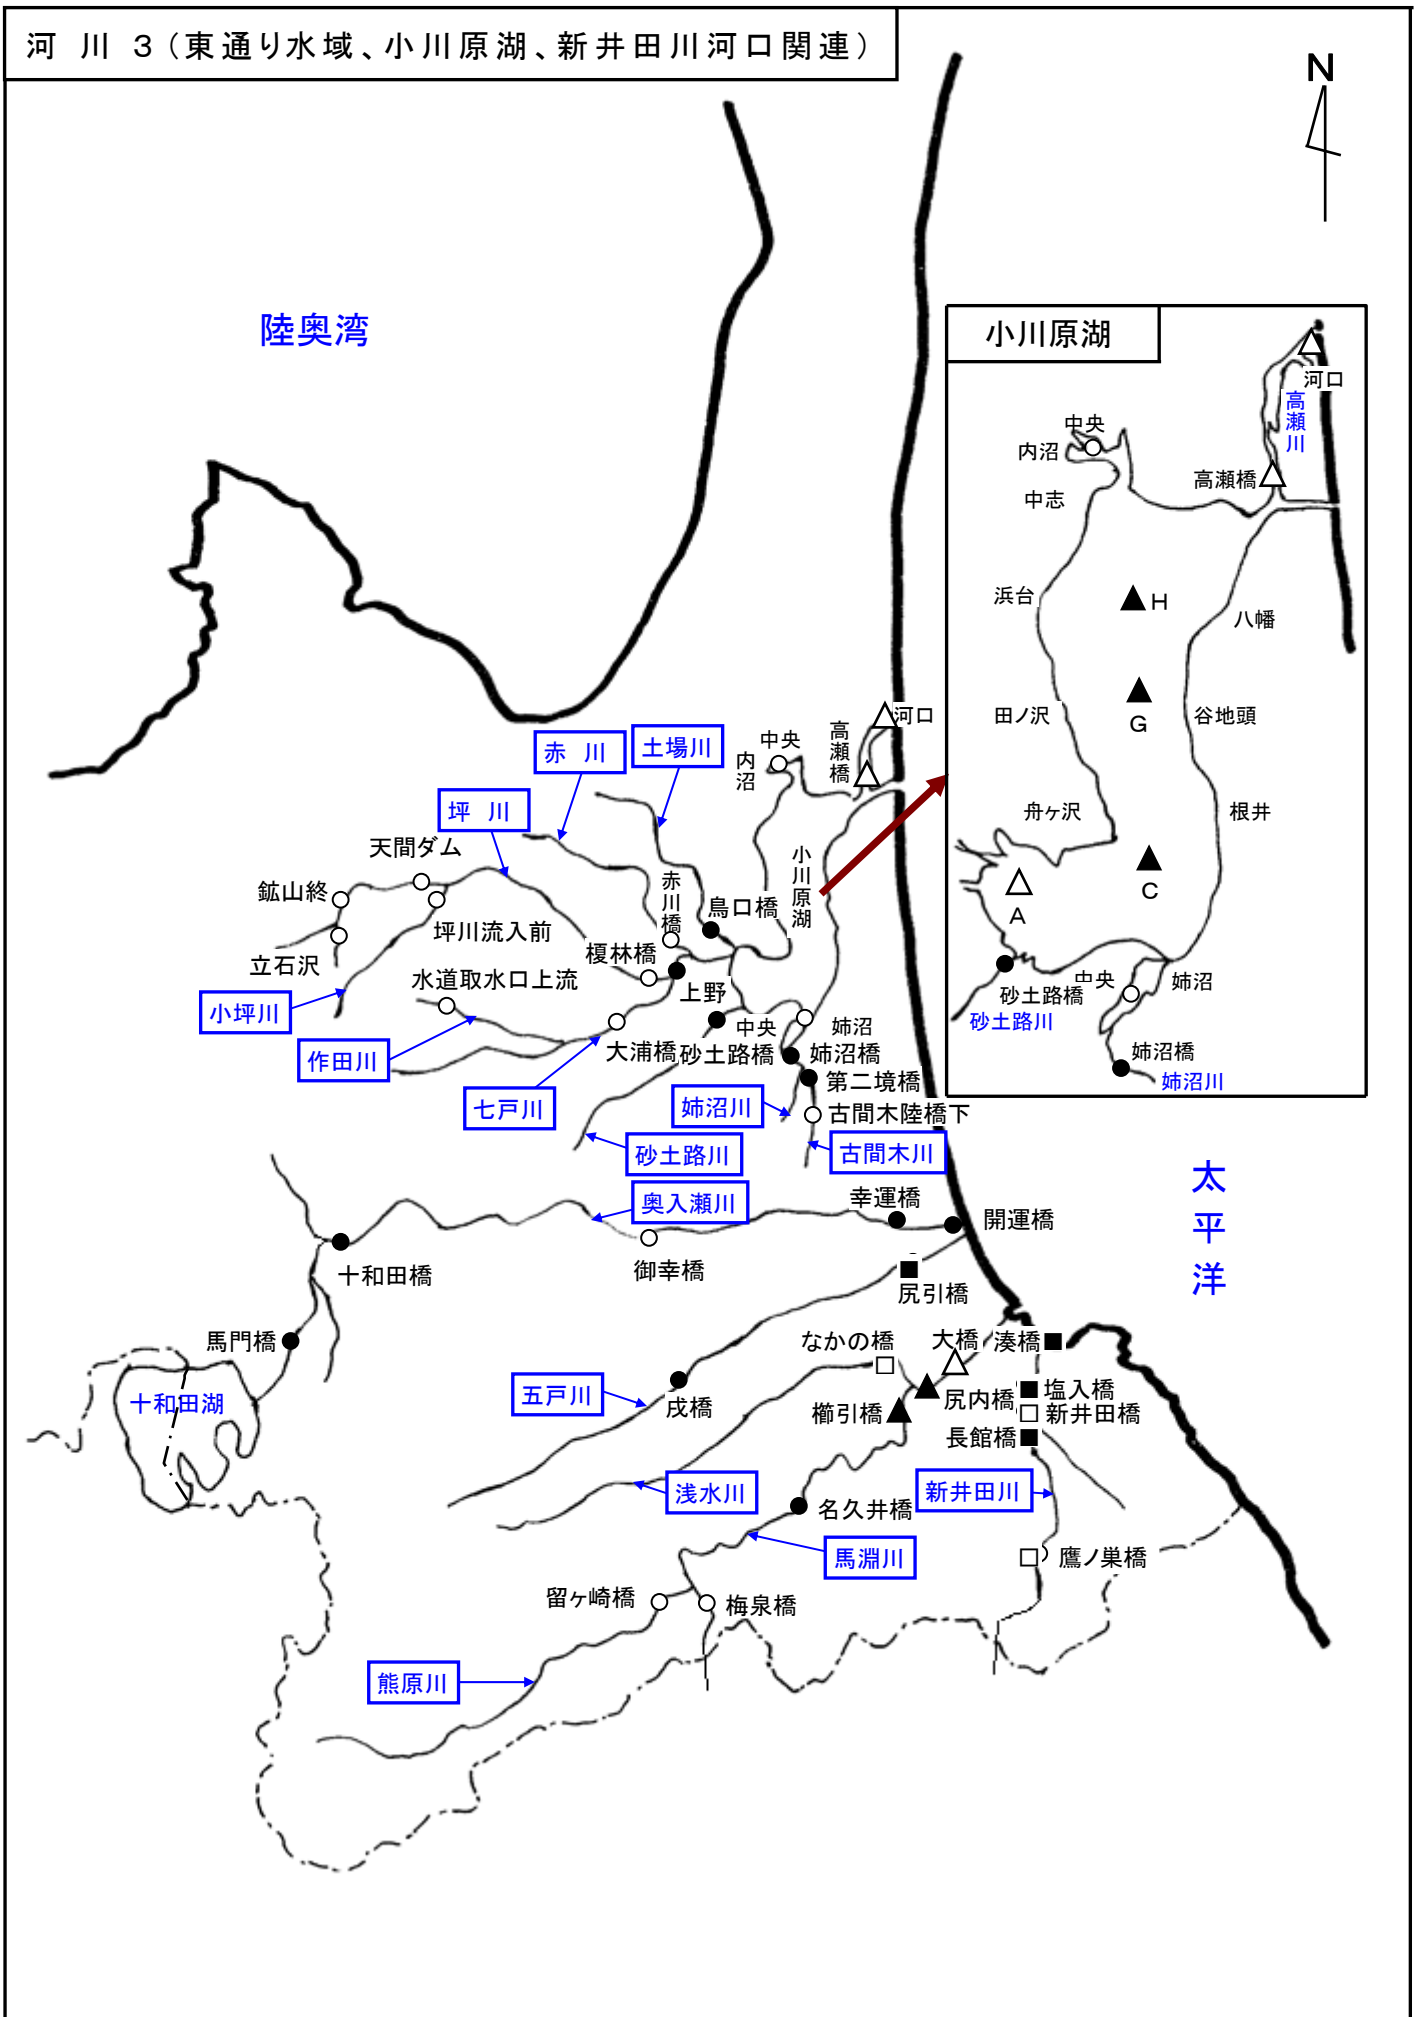 河 川 3（東通り水域、小川原湖、新井田川河口関連）
N
陸奥湾
小川原湖
河口
高瀬川
中央
内沼
高瀬橋
中志
浜台
H
八幡
田ノ沢
G
谷地頭
舟ヶ沢
根井
C
A
砂土路橋
中央
姉沼
砂土路川
姉沼橋
姉沼川
河口
高瀬橋
中央
内沼
赤 川
土場川
坪 川
天間ダム
小川原湖
赤川橋
鉱山終
鳥口橋
坪川流入前
榎林橋
立石沢
水道取水口上流
上野
小坪川
作田川
大浦橋
砂土路橋
中央
姉沼
姉沼橋
第二境橋
七戸川
姉沼川
古間木陸橋下
砂土路川
古間木川
太平洋
奥入瀬川
幸運橋
開運橋
御幸橋
十和田橋
尻引橋
馬門橋
なかの橋
大橋
湊橋
十和田湖
五戸川
戌橋
尻内橋
塩入橋
櫛引橋
新井田橋
長館橋
浅水川
新井田川
名久井橋
馬淵川
鷹ノ巣橋
留ヶ崎橋
梅泉橋
熊原川